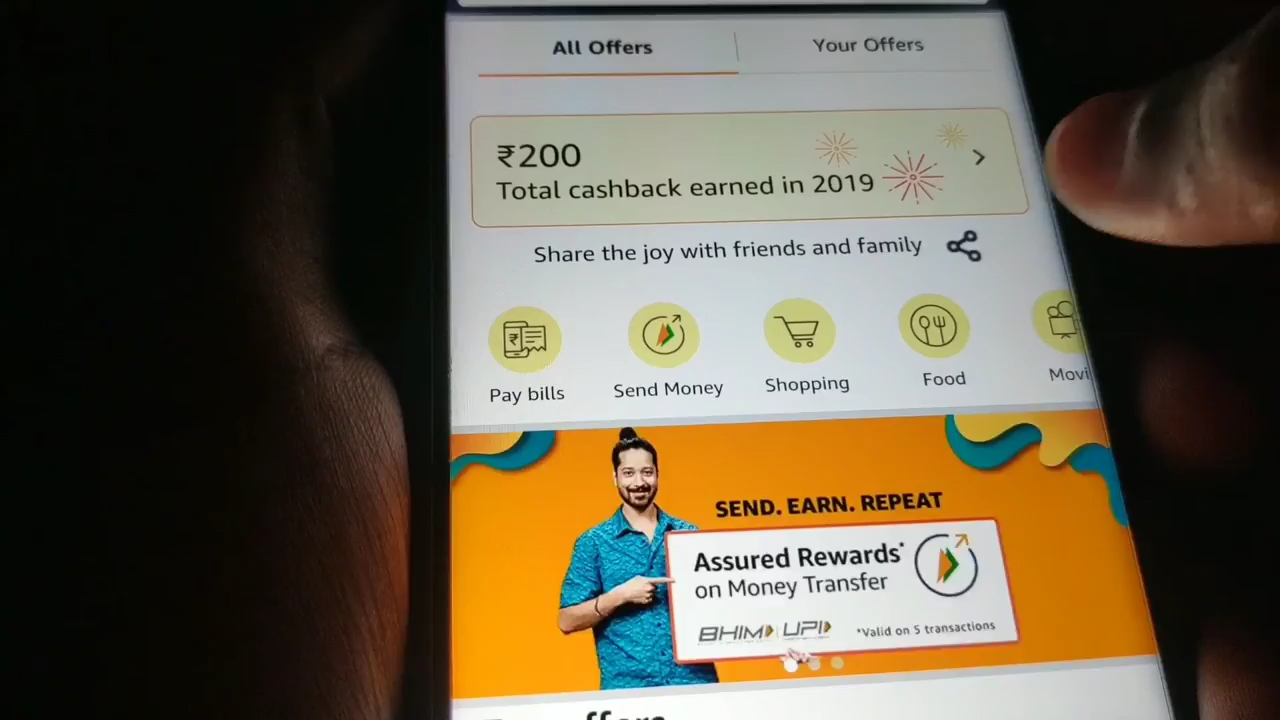 All Offers
Your Offers
₹200
Total cashback earned in 2019
Share the joy with friends and family
Pay bills
Send Money
Shopping
Food
Movi
SEND. EARN. REPEAT
Assured Rewards*
on Money Transfer
BHIM UPI
*Valid on 5 transactions